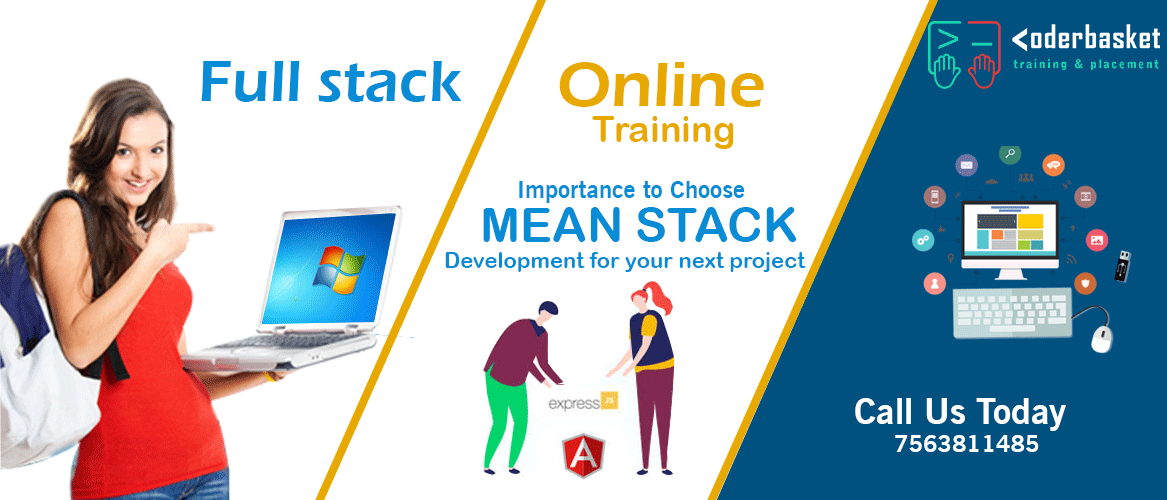 Full stack
Online
Training
Importance to Choose
MEAN STACK
Development for your next project
express JS
A
<oderbasket
training & placement
Call Us Today
7563811485